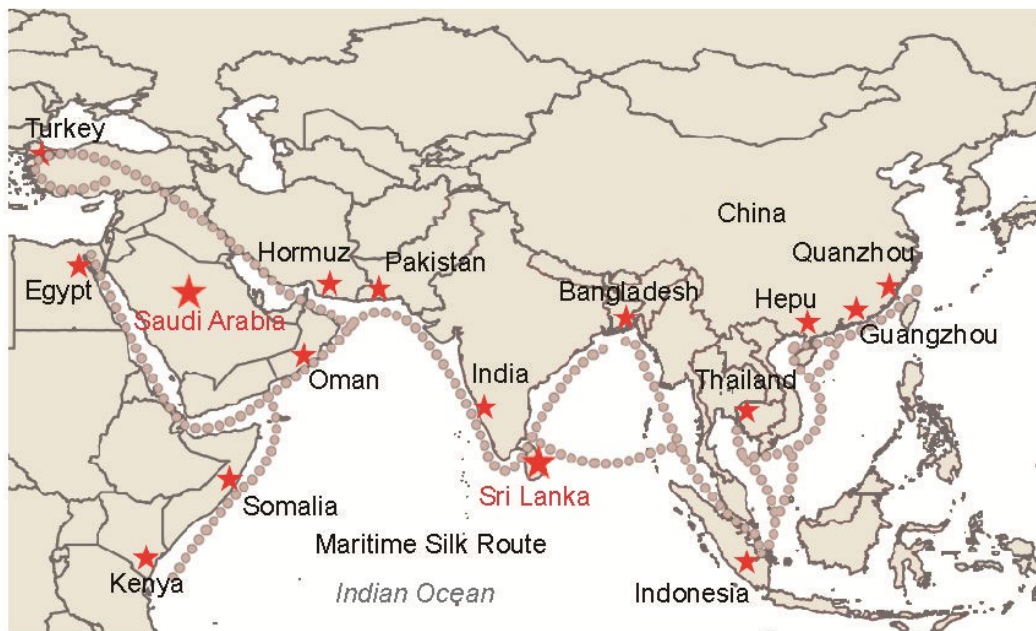 Turkey
China
Quanzhou
Hormuz
Pakistan
Egypt
Bangladesh
Hepu
Saudi Arabia
Guangzhou
Oman
India
Thailand
Sri Lanka
Somalia
Maritime Silk Route
Kenya
Indian Ocean
Indonesia